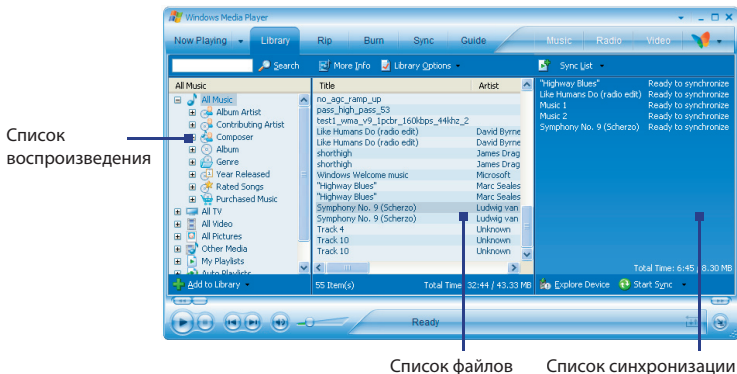 Windows Media Player
Now Playing Library Rip Burn Sync Guide Music Radio Video
Search More Info Library Options Sync List
All Music
All Music
Album Artist
Contributing Artist
Composer
Album
Genre
Year Released
Rated Songs
Purchased Music
All TV
All Video
All Pictures
Other Media
My Playlists
Auto Playlists
Title Artist
no_agc_ramp_up
pass_high_pass_53
test1_wma_v9_1pcbr_160kbps_44khz_2
Like Humans Do (radio edit) David Byrne
Like Humans Do (radio edit) David Byrne
shorthigh James Drag
shorthigh James Drag
Windows Welcome music Microsoft
"Highway Blues" Marc Seales
"Highway Blues" Marc Seales
Symphony No. 9 (Scherzo) Ludwig van
Symphony No. 9 (Scherzo) Ludwig van
Track 4 Unknown
Track 10 Unknown
Track 10 Unknown
"Highway Blues" Ready to synchronize
Like Humans Do (radio edit) Ready to synchronize
Music 1 Ready to synchronize
Music 2 Ready to synchronize
Symphony No. 9 (Scherzo) Ready to synchronize
Total Time: 6:45 / 8.30 MB
Add to Library 55 Item(s) Total Time: 32:44 / 43.33 MB Explore Device Start Sync
Ready
Список
воспроизведения
Список файлов
Список синхронизации